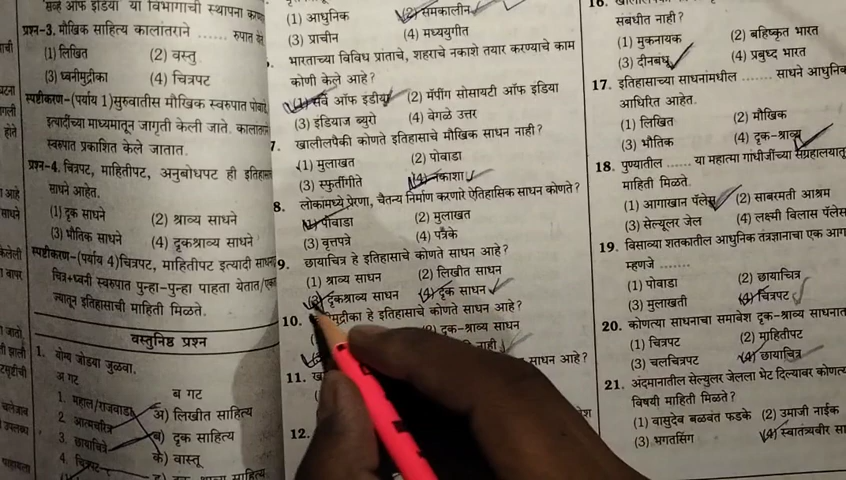 सर्व्हे ऑफ इंडिया या विभागाची स्थापना
प्रश्न-3. मौखिक साहित्य कालांतराने ...... रुपात
(1) लिखित (2) वस्तु
(3) ध्वनीमुद्रीका (4) चित्रपट
स्पष्टीकरण-(पर्याय 1)सुरुवातीस मौखिक स्वरुपात
इत्यादींच्या माध्यमातून जागृती केली जाते.
स्वरुपात प्रकाशित केले जातात.
प्रश्न-4. चित्रपट, माहितीपट, अनुबोधपट ही
साधने आहेत.
(1) दृक साधने (2) श्राव्य साधने
(3) भौतिक साधने (4) दृकश्राव्य साधने
स्पष्टीकरण-(पर्याय 4)चित्रपट, माहितीपट इत्यादी
चित्र+ध्वनी स्वरुपात पुन्हा-पुन्हा पाहता येतात
त्यातून इतिहासाची माहिती मिळते.
वस्तुनिष्ठ प्रश्न
1. योग्य जोड्या जुळवा.
अ गट ब गट
1. महाल/राजवाडा अ) लिखीत साहित्य
2. आत्मचरित्र ब) दृक साहित्य
3. छायाचित्रे क) वास्तू
4. चित्रपट
(1) आधुनिक (2) समकालीन
(3) प्राचीन (4) मध्ययुगीत
भारताच्या विविध प्रातांचे, शहराचे नकाशे तयार करण्याचे काम
कोणी केले आहे?
(1) सर्वे ऑफ इंडीया (2) मॅपींग सोसायटी ऑफ इंडिया
(3) इंडियाज ब्युरो (4) वेगळे उत्तर
7. खालीलपैकी कोणते इतिहासाचे मौखिक साधन नाही?
(1) मुलाखत (2) पोवाडा
(3) स्फुर्तीगीते (4) नकाशा
8. लोकांमध्ये प्रेरणा, चैतन्य निर्माण करणारे ऐतिहासिक साधन कोणते?
(1) पोवाडा (2) मुलाखत
(3) वृत्तपत्रे (4) पत्रके
9. छायाचित्र हे इतिहासाचे कोणते साधन आहे?
(1) श्राव्य साधन (2) लिखीत साधन
(3) दृकश्राव्य साधन (4) दृक साधन
10. मुद्रीका हे इतिहासाचे कोणते साधन आहे?
(2) दृक-श्राव्य साधन
नाही
11. साधन आहे?
12.
16.
संबधीत नाही?
(1) मुकनायक (2) बहिष्कृत भारत
(3) दीनबंधू (4) प्रबुध्द भारत
17. इतिहासाच्या साधनांमधील ....... साधने आधुनिक
आधिरित आहेत.
(1) लिखित (2) मौखिक
(3) भौतिक (4) दृक-श्राव्य
18. पुण्यातील ...... या महात्मा गांधीजींच्या संग्रहालयातून
माहिती मिळते.
(1) आगाखान पॅलेस (2) साबरमती आश्रम
(3) सेल्यूलर जेल (4) लक्ष्मी विलास पॅलेस
19. विसाव्या शतकातील आधुनिक तंत्रज्ञानाचा एक
म्हणजे ......
(1) पोवाडा (2) छायाचित्र
(3) मुलाखती (4) चित्रपट
20. कोणत्या साधनाचा समावेश दृक-श्राव्य साधनात
(1) चित्रपट (2) माहितीपट
(3) चलचित्रपट (4) छायाचित्र
21. अंदमानातील सेल्युलर जेलला भेट दिल्यावर
विषयी माहिती मिळते?
(1) वासुदेव बळवंत फडके (2) उमाजी नाईक
(3) भगतसिंग (4) स्वातंत्र्यवीर